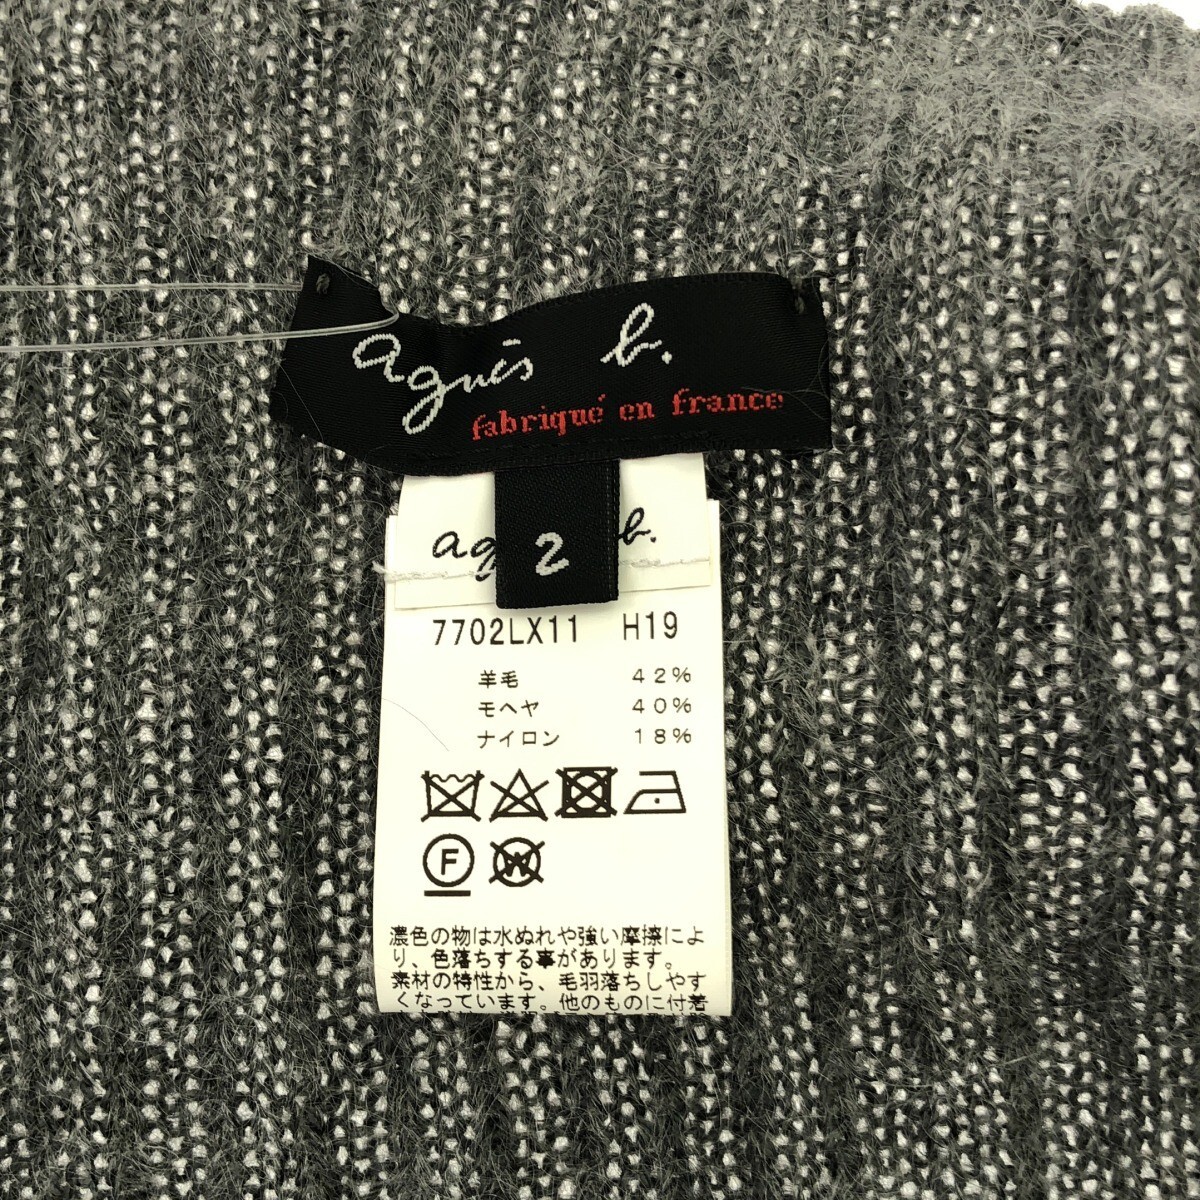 agnès b.
fabriqué en france
2
b.
7702LX11 H19
羊毛 42%
モヘヤ 40%
ナイロン 18%
F
W
濃色の物は水ぬれや強い摩擦によ
り、色落ちする事があります。
素材の特性から、毛羽落ちしやす
くなっています。他のものに付着